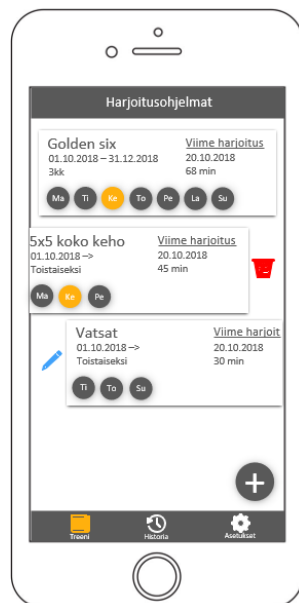 Harjoitusohjelmat
Golden six
Viime harjoitus
01.10.2018 – 31.12.2018
20.10.2018
3kk
68 min
Ma Ti Ke To Pe La Su
5x5 koko keho
Viime harjoitus
01.10.2018 –>
20.10.2018
Toistaiseksi
45 min
Ma Ke Pe
Vatsat
Viime harjoit
01.10.2018 –>
20.10.2018
Toistaiseksi
30 min
Ti To Su
+
Treeni Historia Asetuksat